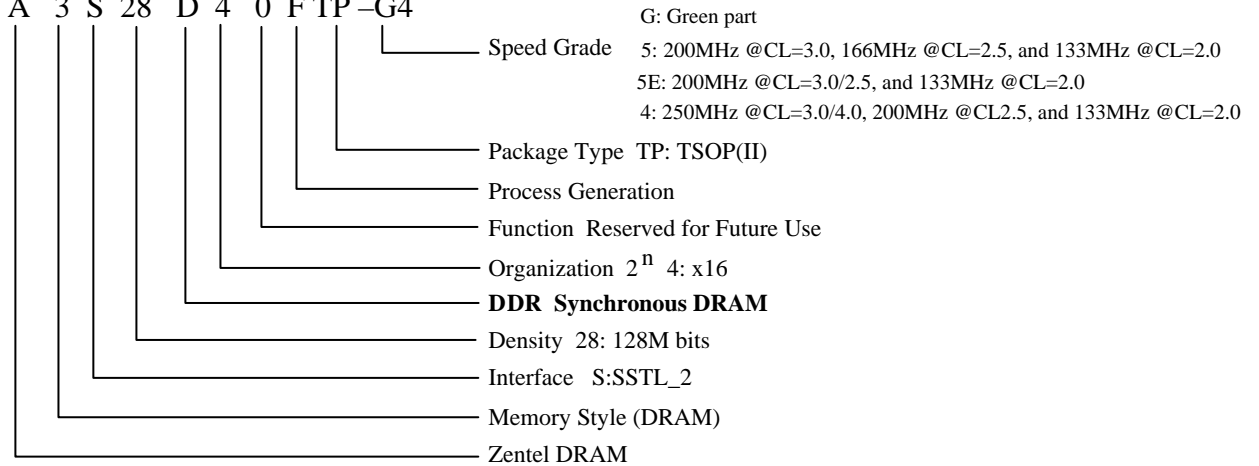 A 3 S 28 D 4 0 F TP –G4
G: Green part
Speed Grade 5: 200MHz @CL=3.0, 166MHz @CL=2.5, and 133MHz @CL=2.0
5E: 200MHz @CL=3.0/2.5, and 133MHz @CL=2.0
4: 250MHz @CL=3.0/4.0, 200MHz @CL2.5, and 133MHz @CL=2.0
Package Type TP: TSOP(II)
Process Generation
Function Reserved for Future Use
Organization 2ⁿ 4: x16
DDR Synchronous DRAM
Density 28: 128M bits
Interface S:SSTL_2
Memory Style (DRAM)
Zentel DRAM